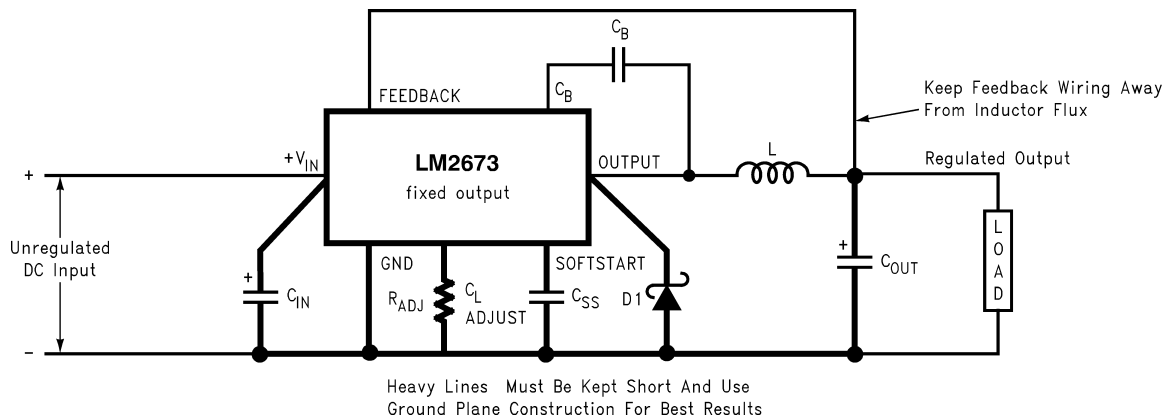 C_B
C_B
FEEDBACK
Keep Feedback Wiring Away
From Inductor Flux
+V_IN
LM2673
fixed output
OUTPUT
L
Regulated Output
+
Unregulated
DC Input
–
+
C_IN
GND
R_ADJ
C_L
ADJUST
SOFTSTART
C_SS
D1
+
C_OUT
LOAD
Heavy Lines Must Be Kept Short And Use
Ground Plane Construction For Best Results